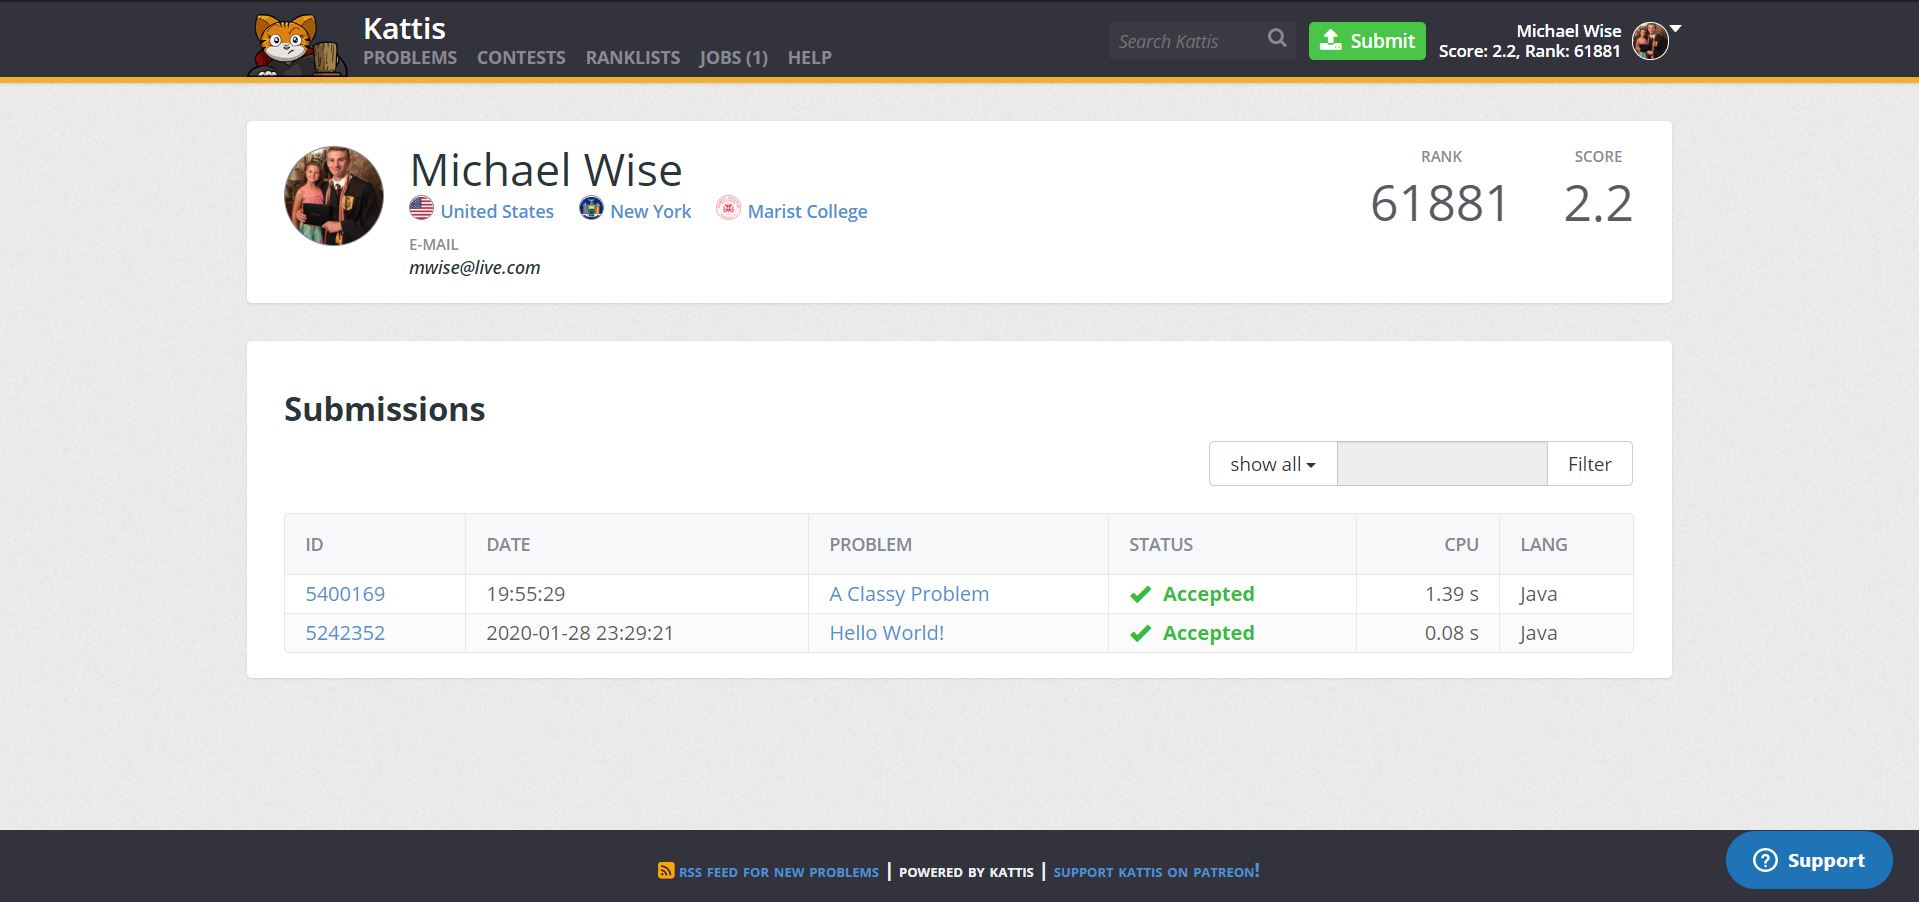 Kattis
PROBLEMS CONTESTS RANKLISTS JOBS (1) HELP
Search Kattis
Submit
Michael Wise
Score: 2.2, Rank: 61881
Michael Wise
United States New York Marist College
E-MAIL
mwise@live.com
RANK SCORE
61881 2.2
Submissions
show all Filter
ID DATE PROBLEM STATUS CPU LANG
5400169 19:55:29 A Classy Problem Accepted 1.39 s Java
5242352 2020-01-28 23:29:21 Hello World! Accepted 0.08 s Java
RSS FEED FOR NEW PROBLEMS | POWERED BY KATTIS | SUPPORT KATTIS ON PATREON!
Support